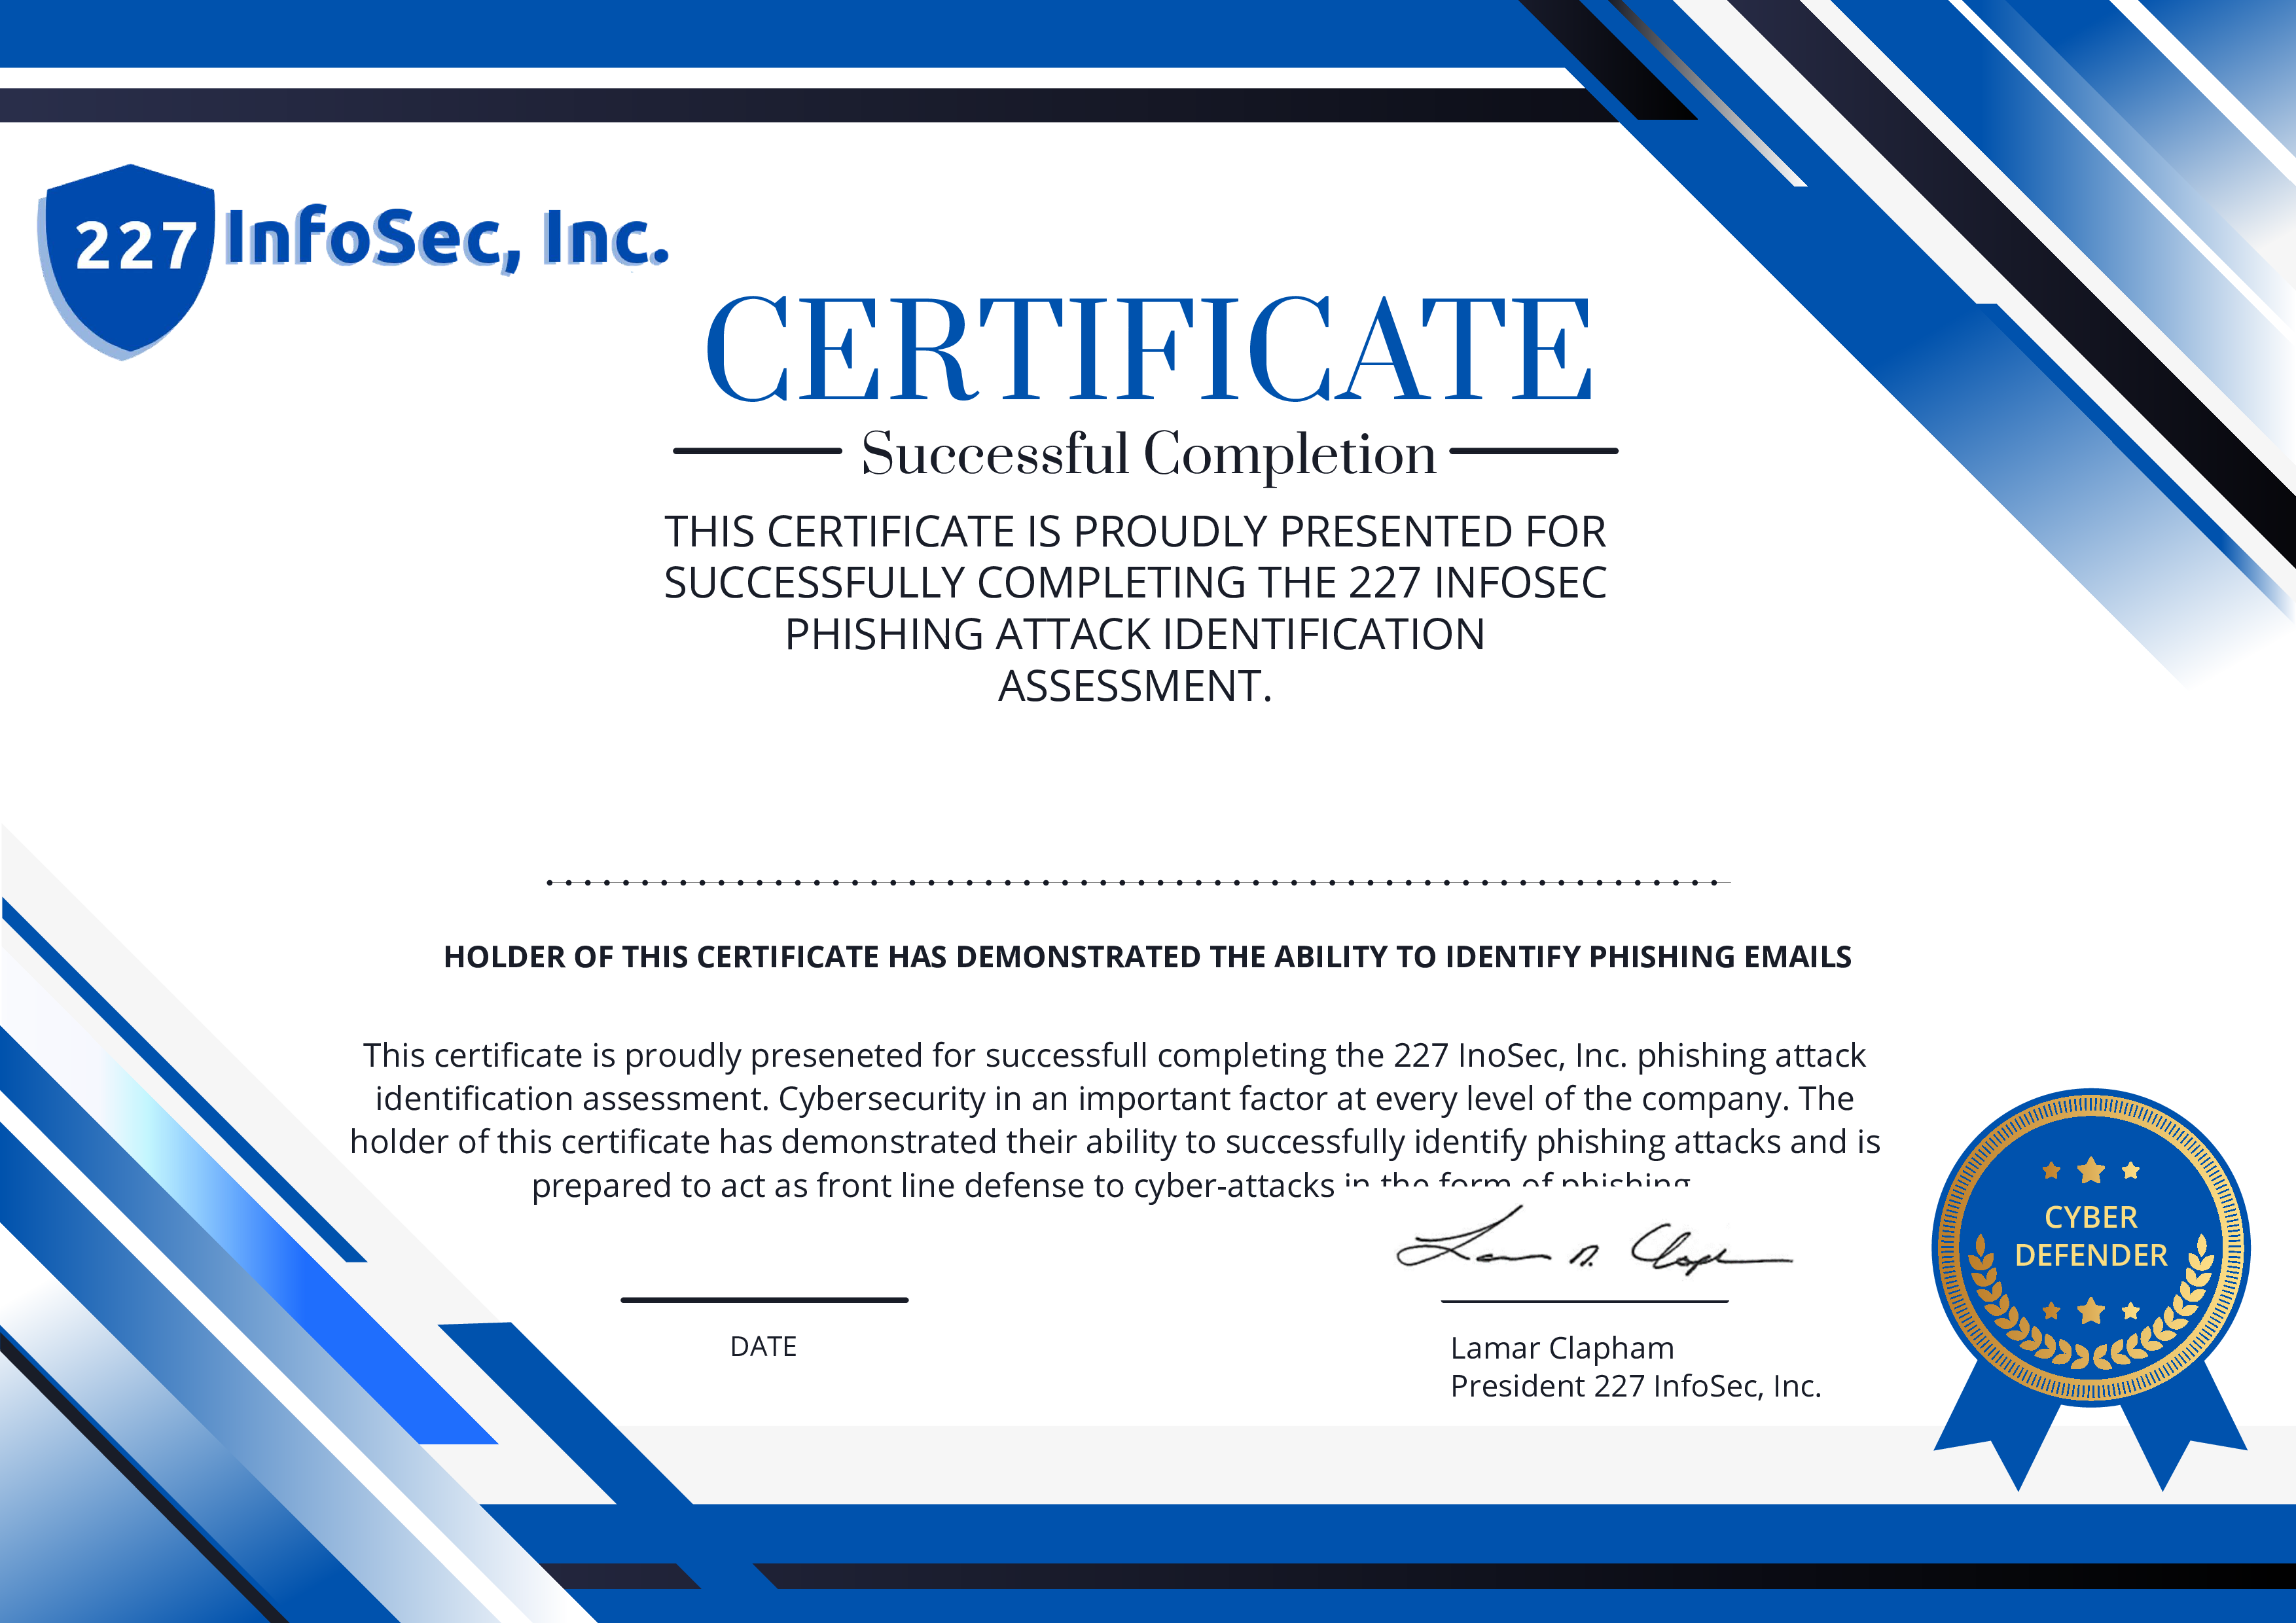 227 InfoSec, Inc.
CERTIFICATE
Successful Completion
THIS CERTIFICATE IS PROUDLY PRESENTED FOR
SUCCESSFULLY COMPLETING THE 227 INFOSEC
PHISHING ATTACK IDENTIFICATION
ASSESSMENT.
HOLDER OF THIS CERTIFICATE HAS DEMONSTRATED THE ABILITY TO IDENTIFY PHISHING EMAILS
This certificate is proudly preseneted for successfull completing the 227 InoSec, Inc. phishing attack
identification assessment. Cybersecurity in an important factor at every level of the company. The
holder of this certificate has demonstrated their ability to successfully identify phishing attacks and is
prepared to act as front line defense to cyber-attacks in the form of phishing
CYBER
DEFENDER
DATE
Lamar Clapham
President 227 InfoSec, Inc.